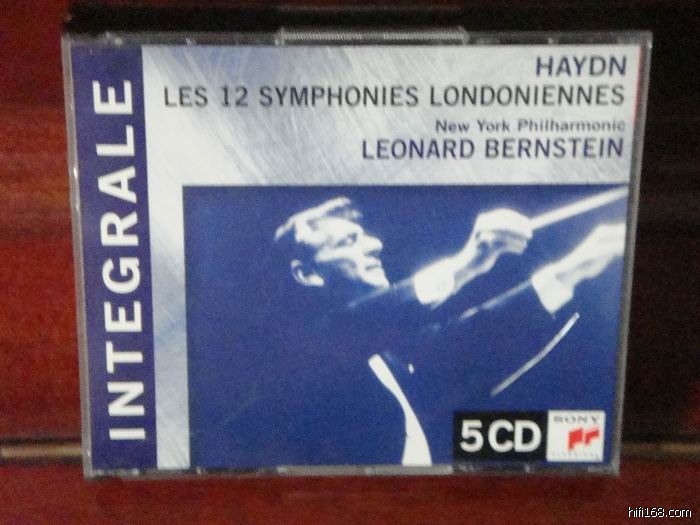 HAYDN
LES 12 SYMPHONIES LONDONIENNES
New York Philharmonic
LEONARD BERNSTEIN
INTEGRALE
5CD
SONY
hifi168.com